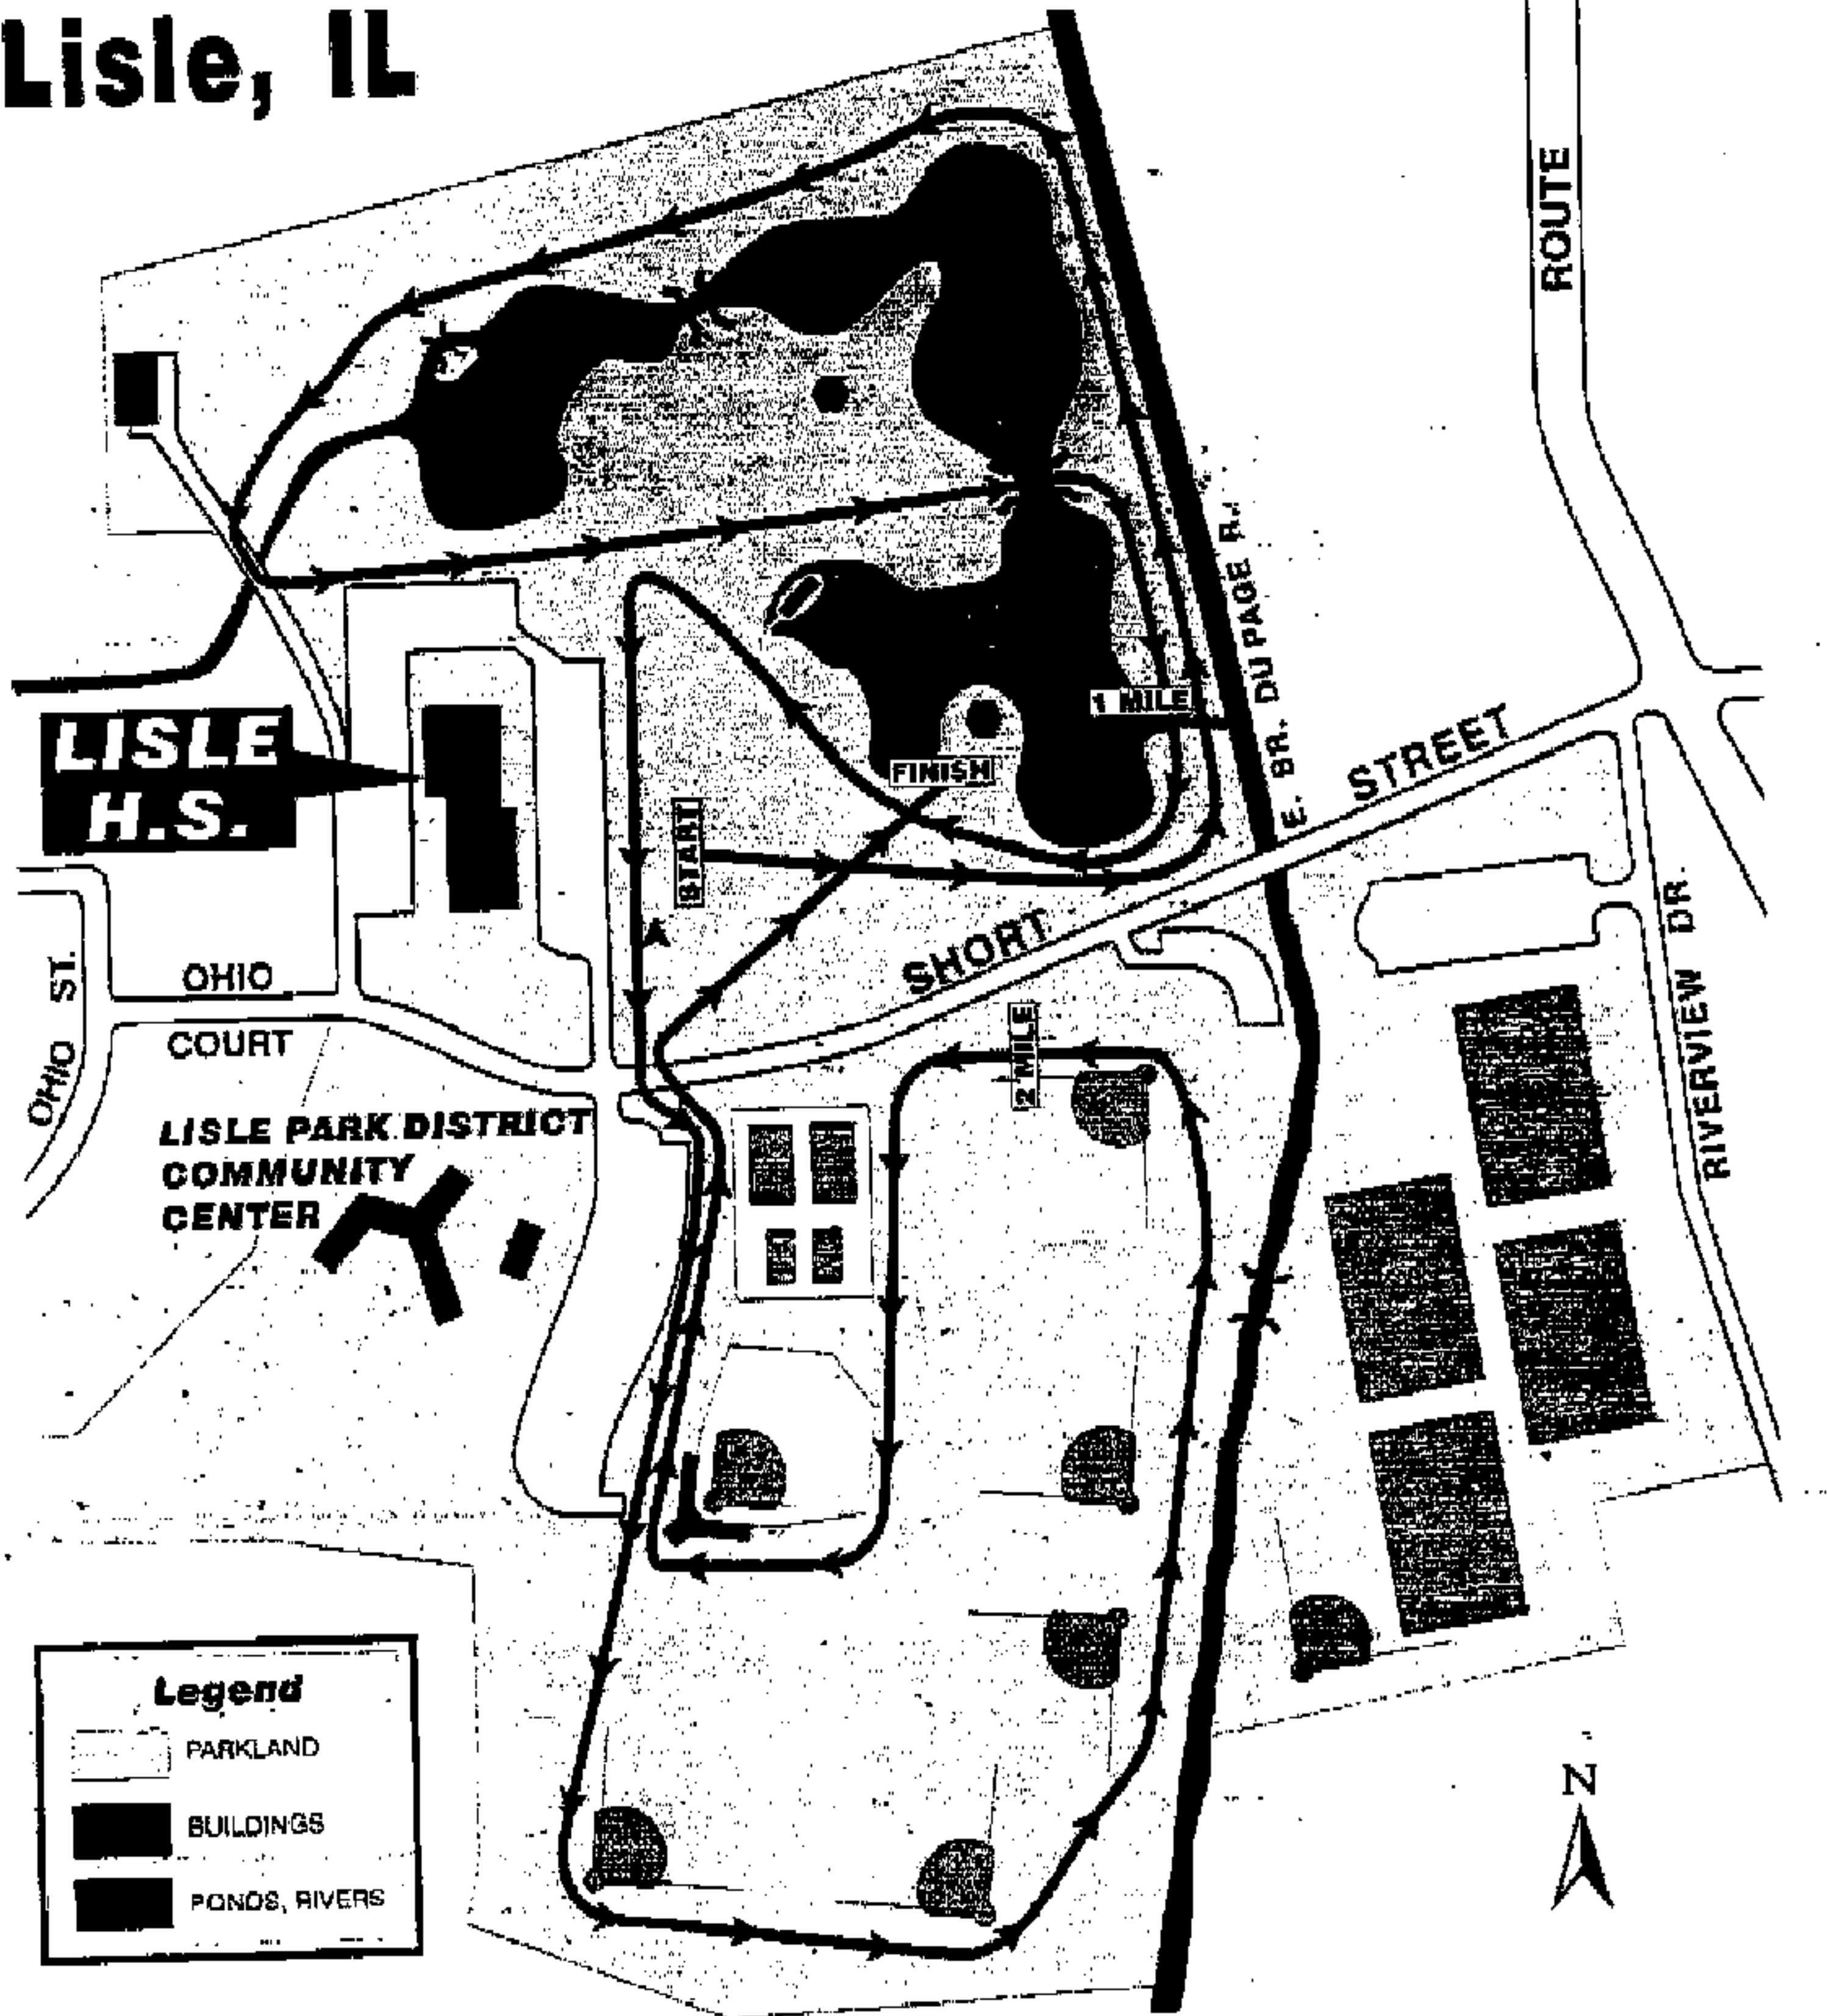 Lisle, IL
ROUTE
E. BR. DU PAGE R.
1 MILE
LISLE
H.S.
FINISH
START
SHORT STREET
RIVERVIEW DR.
OHIO
COURT
OHIO ST.
2 MILE
LISLE PARK DISTRICT
COMMUNITY
CENTER
Legend
PARKLAND
BUILDINGS
PONDS, RIVERS
N